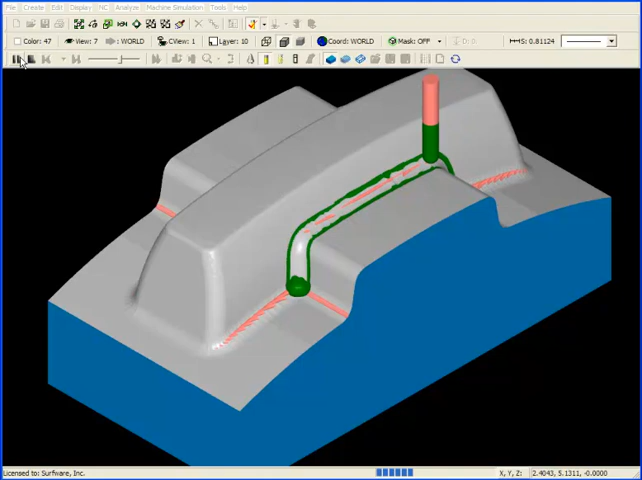 File Create Edit Display NC Analyze Machine Simulation Tools Help
Color: 47 View: 7 : WORLD CView: 1 Layer: 10 Coord: WORLD Mask: OFF D: 0 S: 0.81124
Licensed to: Surfware, Inc. X, Y, Z: 2.4043, 5.1311, -0.0000